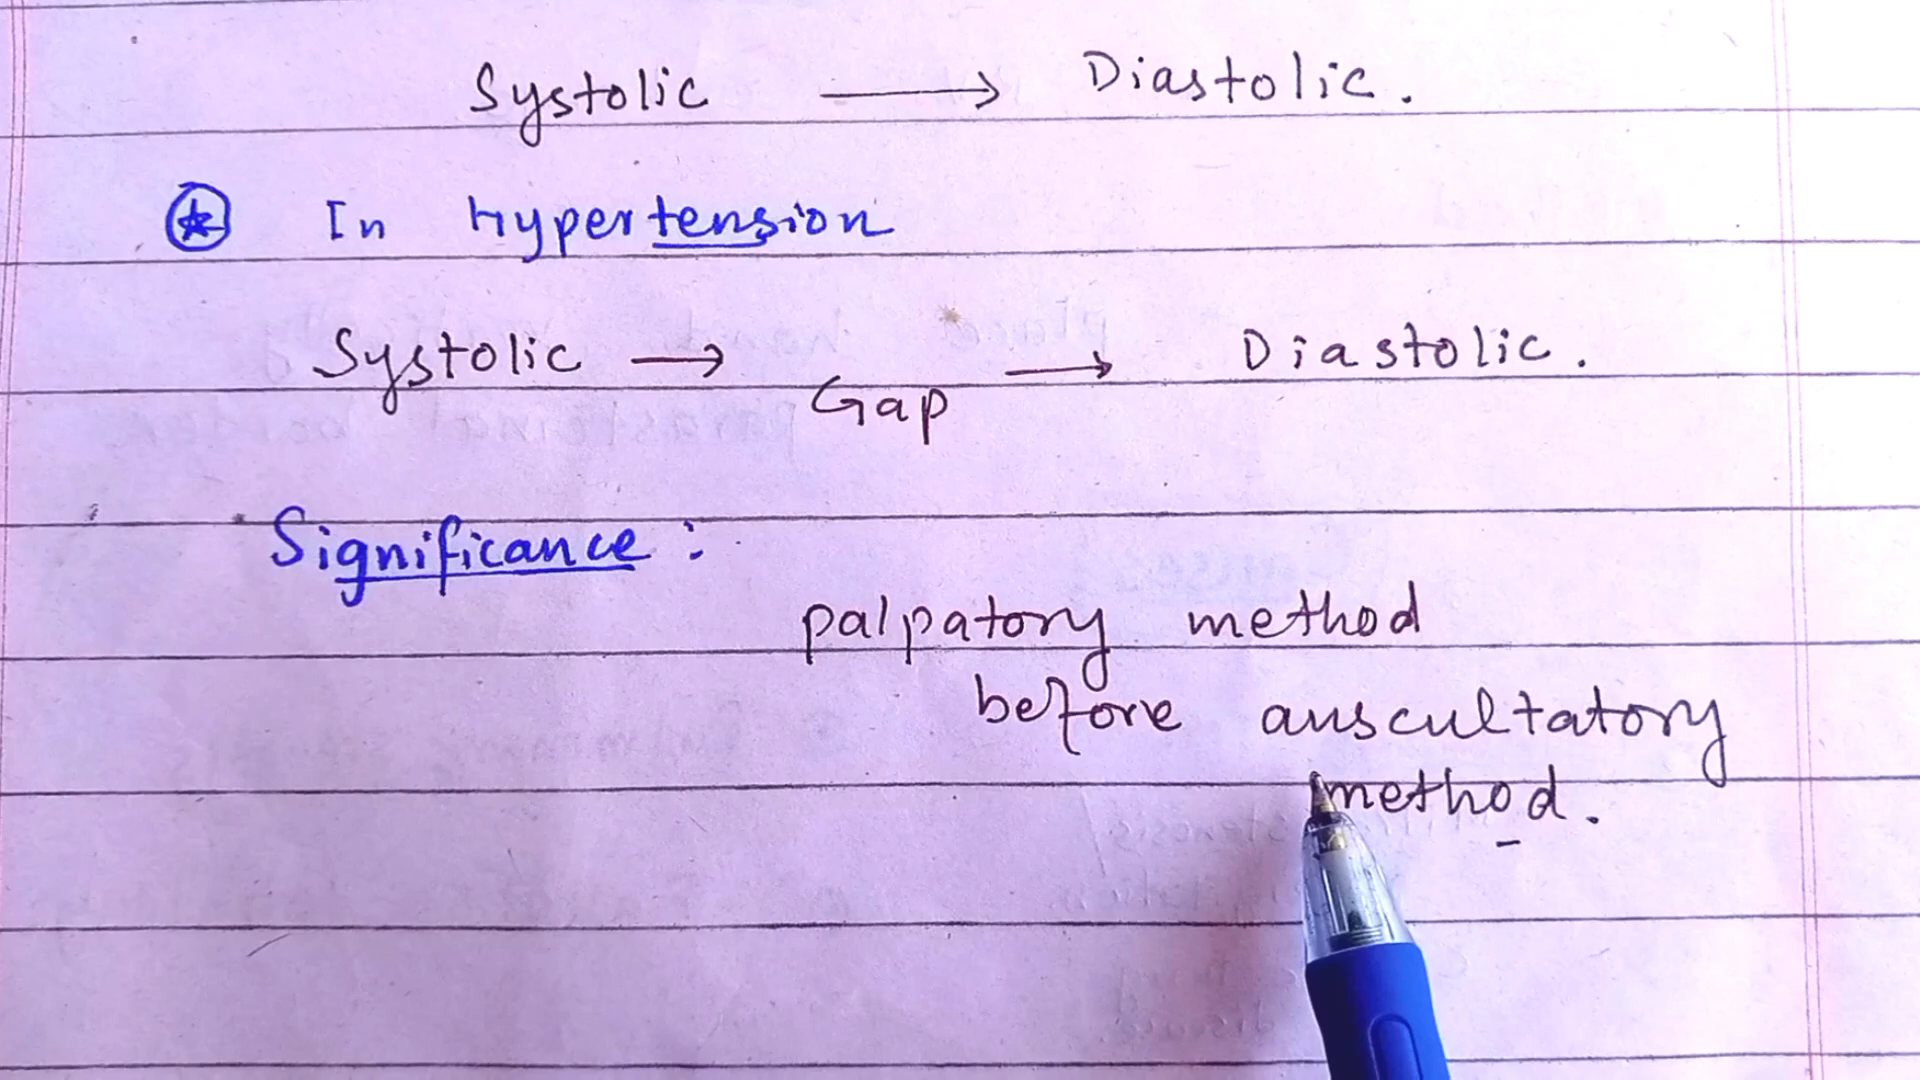 Systolic → Diastolic.
In Hypertension
Systolic → Gap → Diastolic.
Significance:
palpatory method
before auscultatory
method.